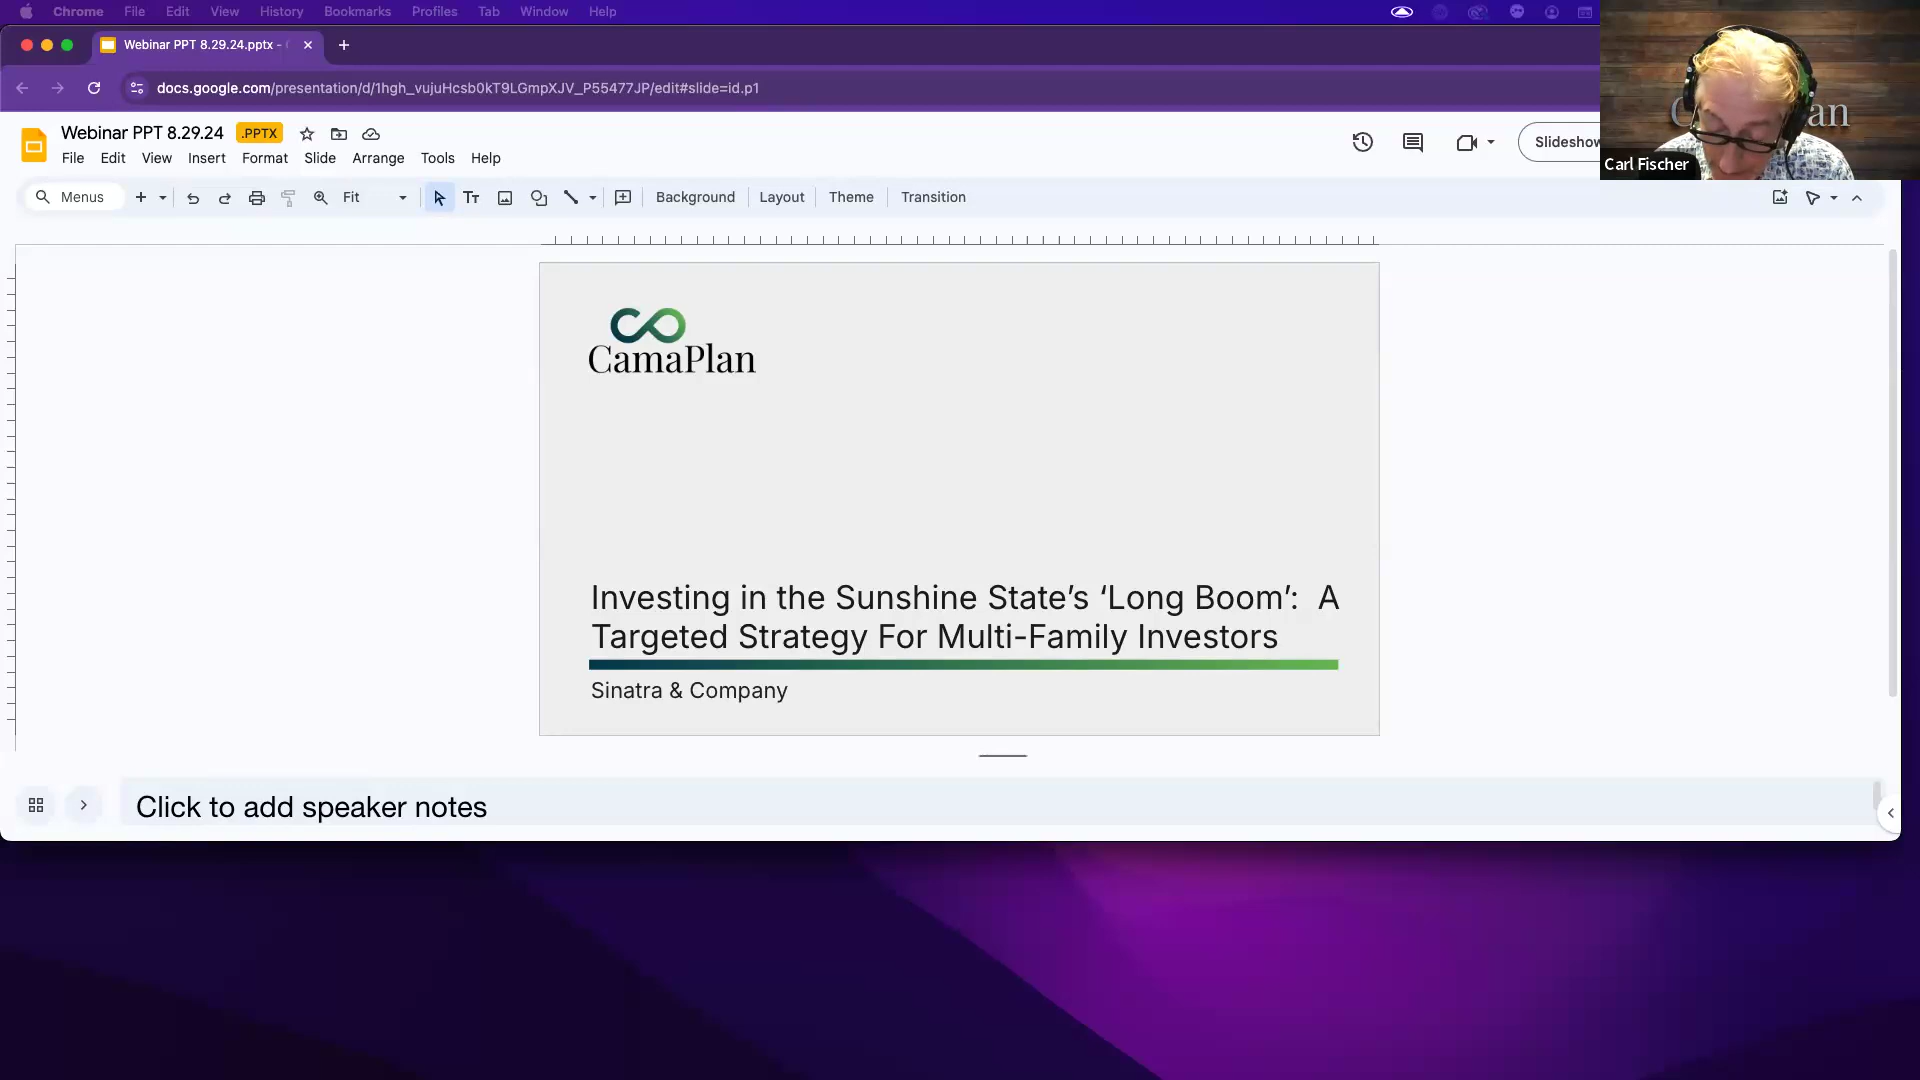 Chrome File Edit View History Bookmarks Profiles Tab Window Help
Webinar PPT 8.29.24.pptx -
docs.google.com/presentation/d/1hgh_vujuHcsb0kT9LGmpXJV_P55477JP/edit#slide=id.p1
Webinar PPT 8.29.24 .PPTX
File Edit View Insert Format Slide Arrange Tools Help
Slideshow
an
Carl Fischer
Menus Fit Background Layout Theme Transition
CamaPlan
Investing in the Sunshine State’s ‘Long Boom’: A
Targeted Strategy For Multi-Family Investors
Sinatra & Company
Click to add speaker notes